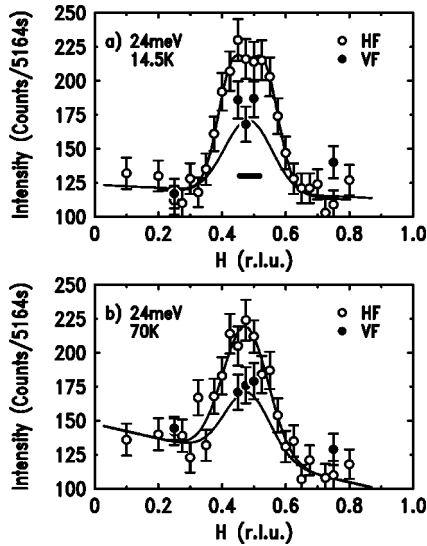 250
225
200
175
150
125
100
Intensity (Counts/5164s)
a) 24meV
14.5K
HF
VF
0.0 0.2 0.4 0.6 0.8 1.0
H (r.l.u.)
250
225
200
175
150
125
100
Intensity (Counts/5164s)
b) 24meV
70K
HF
VF
0.0 0.2 0.4 0.6 0.8 1.0
H (r.l.u.)